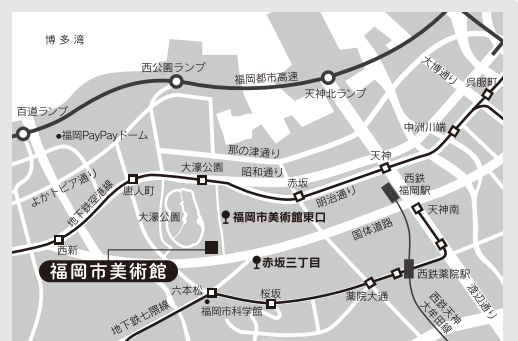 博多湾
西公園ランプ
福岡都市高速
天神北ランプ
大博通り
呉服町
百道ランプ
福岡PayPayドーム
中洲川端
那の津通り
昭和通り
大濠公園
天神
よかトピア通り
地下鉄空港線
唐人町
赤坂
明治通り
西鉄
福岡駅
大濠公園
福岡市美術館東口
国体道路
天神南
西新
赤坂三丁目
福岡市美術館
西鉄薬院駅
六本松
桜坂
薬院大通
渡辺通り
福岡市科学館
地下鉄七隈線
西鉄天神
大牟田線